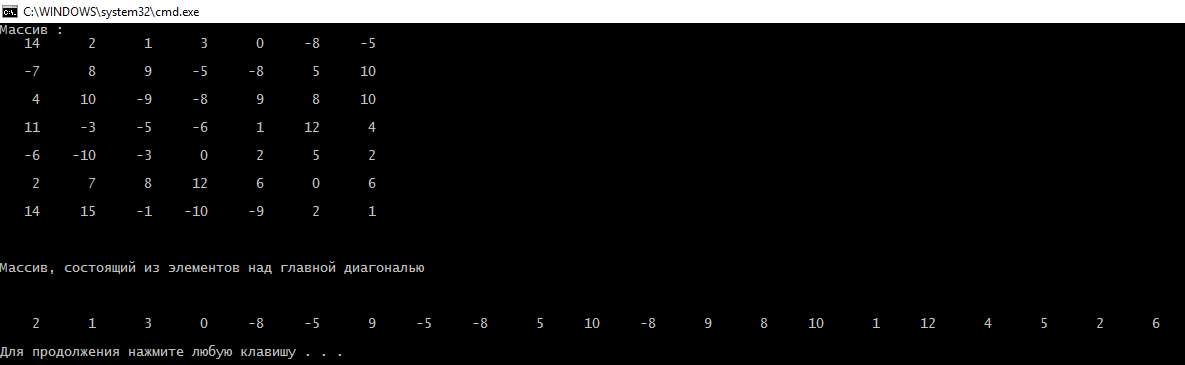 C:\WINDOWS\system32\cmd.exe
Массив :
14 2 1 3 0 -8 -5
-7 8 9 -5 -8 5 10
4 10 -9 -8 9 8 10
11 -3 -5 -6 1 12 4
-6 -10 -3 0 2 5 2
2 7 8 12 6 0 6
14 15 -1 -10 -9 2 1
Массив, состоящий из элементов над главной диагональю
2 1 3 0 -8 -5 9 -5 -8 5 10 -8 9 8 10 1 12 4 5 2 6
Для продолжения нажмите любую клавишу . . .